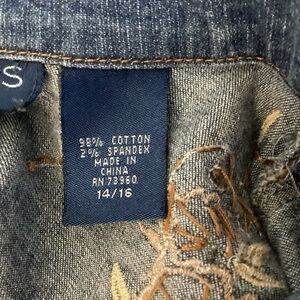 S
98% COTTON
2% SPANDEX
MADE IN
CHINA
RN 73960
14/16